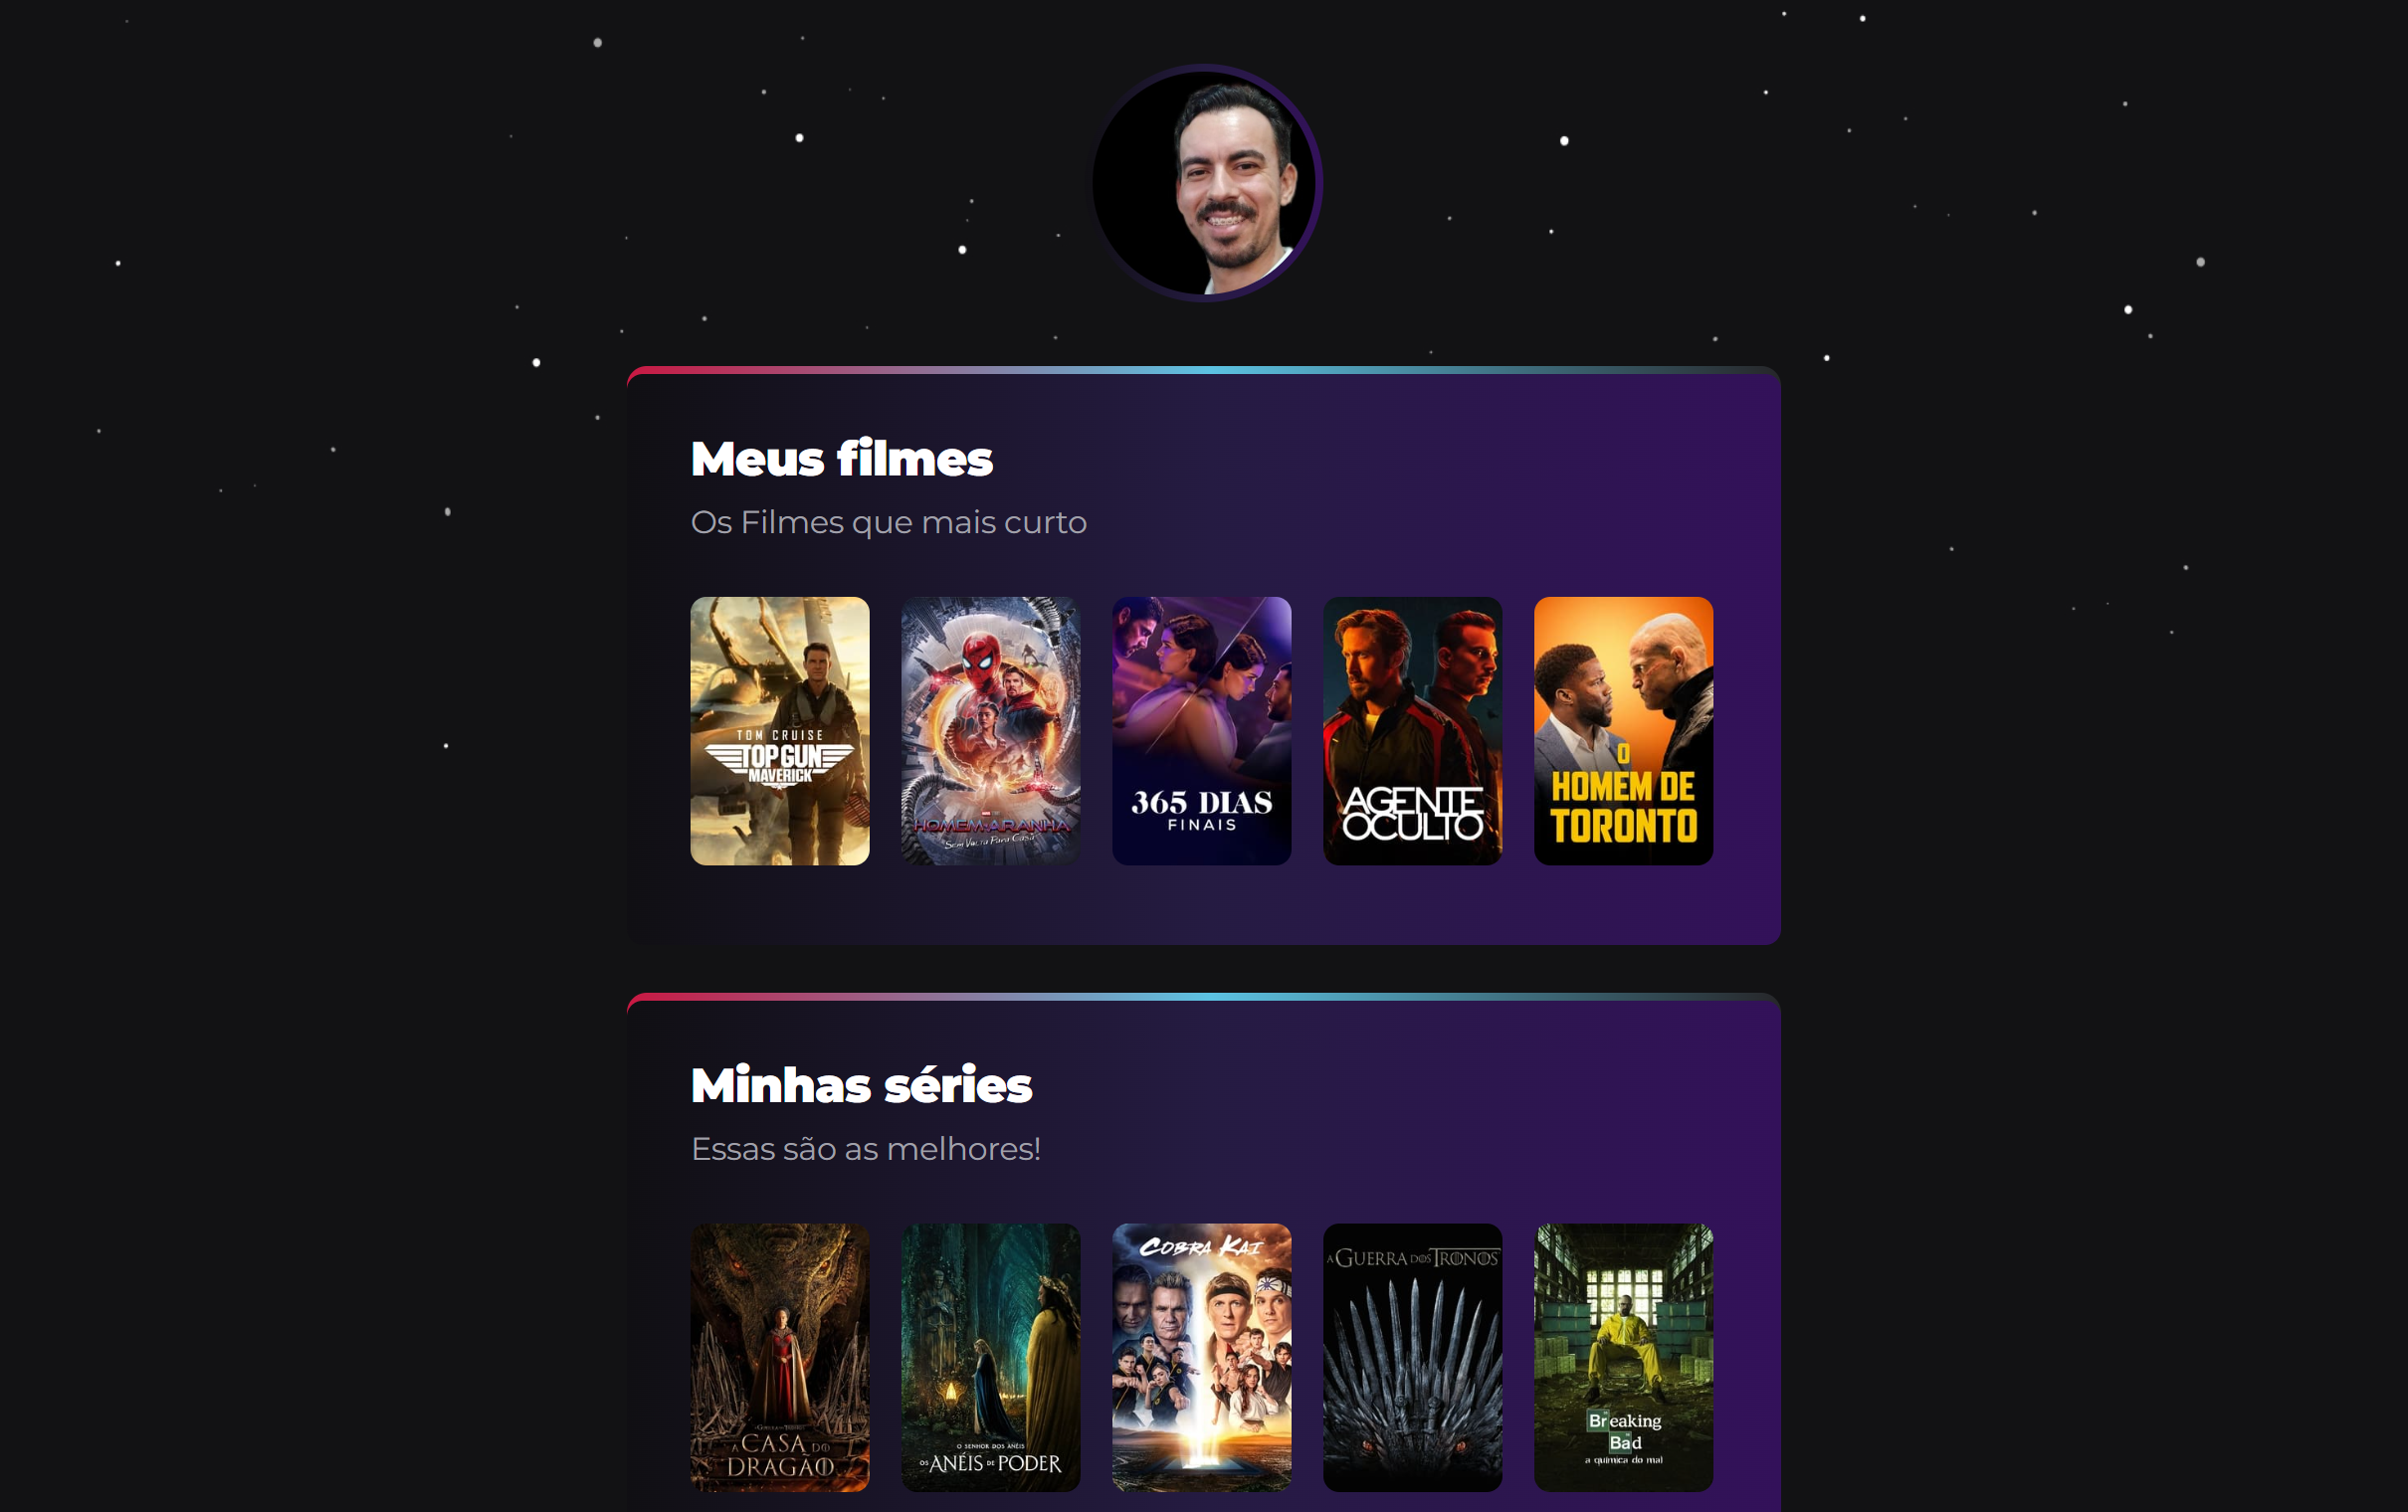 Meus filmes
Os Filmes que mais curto
TOM CRUISE
TOP GUN
MAVERICK
HOMEM-ARANHA
Sem Volta Para Casa
365 DIAS
FINAIS
AGENTE
OCULTO
O
HOMEM DE
TORONTO
Minhas séries
Essas são as melhores!
A CASA DO
DRAGÃO
O SENHOR DOS ANÉIS
OS ANÉIS DE PODER
COBRA KAI
A GUERRA DOS TRONOS
Breaking
Bad
a química do mal